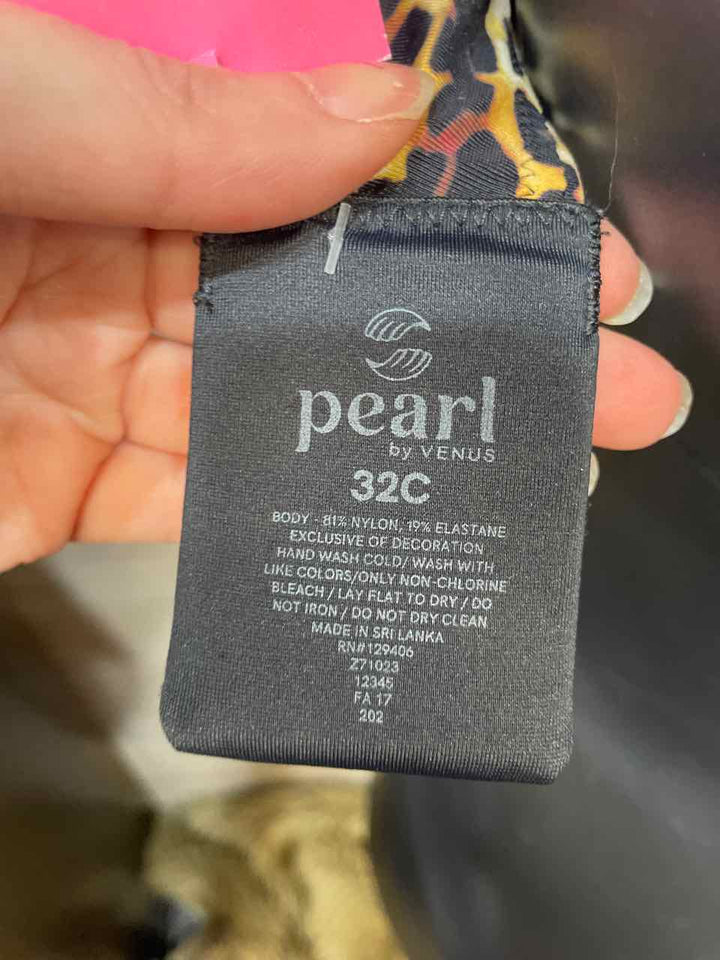 pearl
by VENUS
32C
BODY - 81% NYLON, 19% ELASTANE
EXCLUSIVE OF DECORATION
HAND WASH COLD/ WASH WITH
LIKE COLORS/ONLY NON-CHLORINE
BLEACH / LAY FLAT TO DRY / DO
NOT IRON / DO NOT DRY CLEAN
MADE IN SRI LANKA
RN#129406
Z71023
12345
FA 17
202